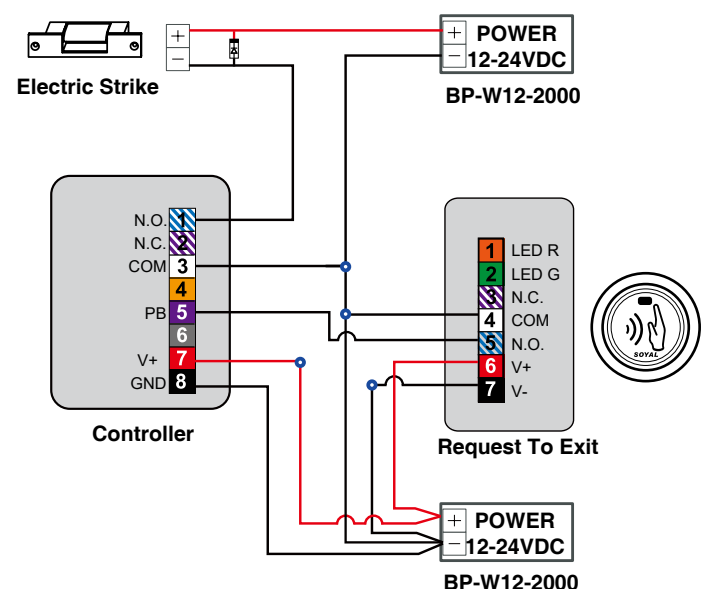 +
−
Electric Strike
+ POWER
− 12-24VDC
BP-W12-2000
N.O. 1
N.C. 2
COM 3
4
PB 5
6
V+ 7
GND 8
Controller
1 LED R
2 LED G
3 N.C.
4 COM
5 N.O.
6 V+
7 V-
Request To Exit
SOYAL
+ POWER
− 12-24VDC
BP-W12-2000